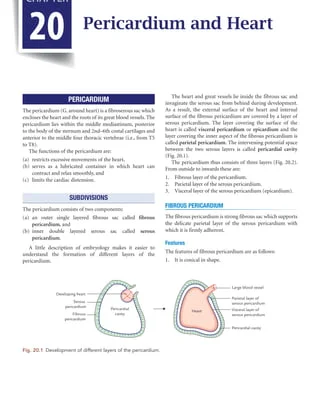 CHAPTER
20
Pericardium and Heart
PERICARDIUM
The pericardium (G. around heart) is a fibroserous sac which
encloses the heart and the roots of its great blood vessels. The
pericardium lies within the middle mediastinum, posterior
to the body of the sternum and 2nd–6th costal cartilages and
anterior to the middle four thoracic vertebrae (i.e., from T5
to T8).
The functions of the pericardium are:
(a) restricts excessive movements of the heart,
(b) serves as a lubricated container in which heart can
contract and relax smoothly, and
(c) limits the cardiac distension.
SUBDIVISIONS
The pericardium consists of two components:
(a) an outer single layered fibrous sac called fibrous
pericardium, and
(b) inner double layered serous sac called serous
pericardium.
A little description of embryology makes it easier to
understand the formation of different layers of the
pericardium.
The heart and great vessels lie inside the fibrous sac and
invaginate the serous sac from behind during development.
As a result, the external surface of the heart and internal
surface of the fibrous pericardium are covered by a layer of
serous pericardium. The layer covering the surface of the
heart is called visceral pericardium or epicardium and the
layer covering the inner aspect of the fibrous pericardium is
called parietal pericardium. The intervening potential space
between the two serous layers is called pericardial cavity
(Fig. 20.1).
The pericardium thus consists of three layers (Fig. 20.2).
From outside to inwards these are:
1. Fibrous layer of the pericardium.
2. Parietal layer of the serous pericardium.
3. Visceral layer of the serous pericardium (epicardium).
FIBROUS PERICARDIUM
The fibrous pericardium is strong fibrous sac which supports
the delicate parietal layer of the serous pericardium with
which it is firmly adherent.
Features
The features of fibrous pericardium are as follows:
1. It is conical in shape.
Developing heart
Serous
pericardium
Fibrous
pericardium
Pericardial
cavity
Heart
Large blood vessel
Parietal layer of
serous pericardium
Visceral layer of
serous pericardium
Pericardial cavity
Fig. 20.1 Development of different layers of the pericardium.